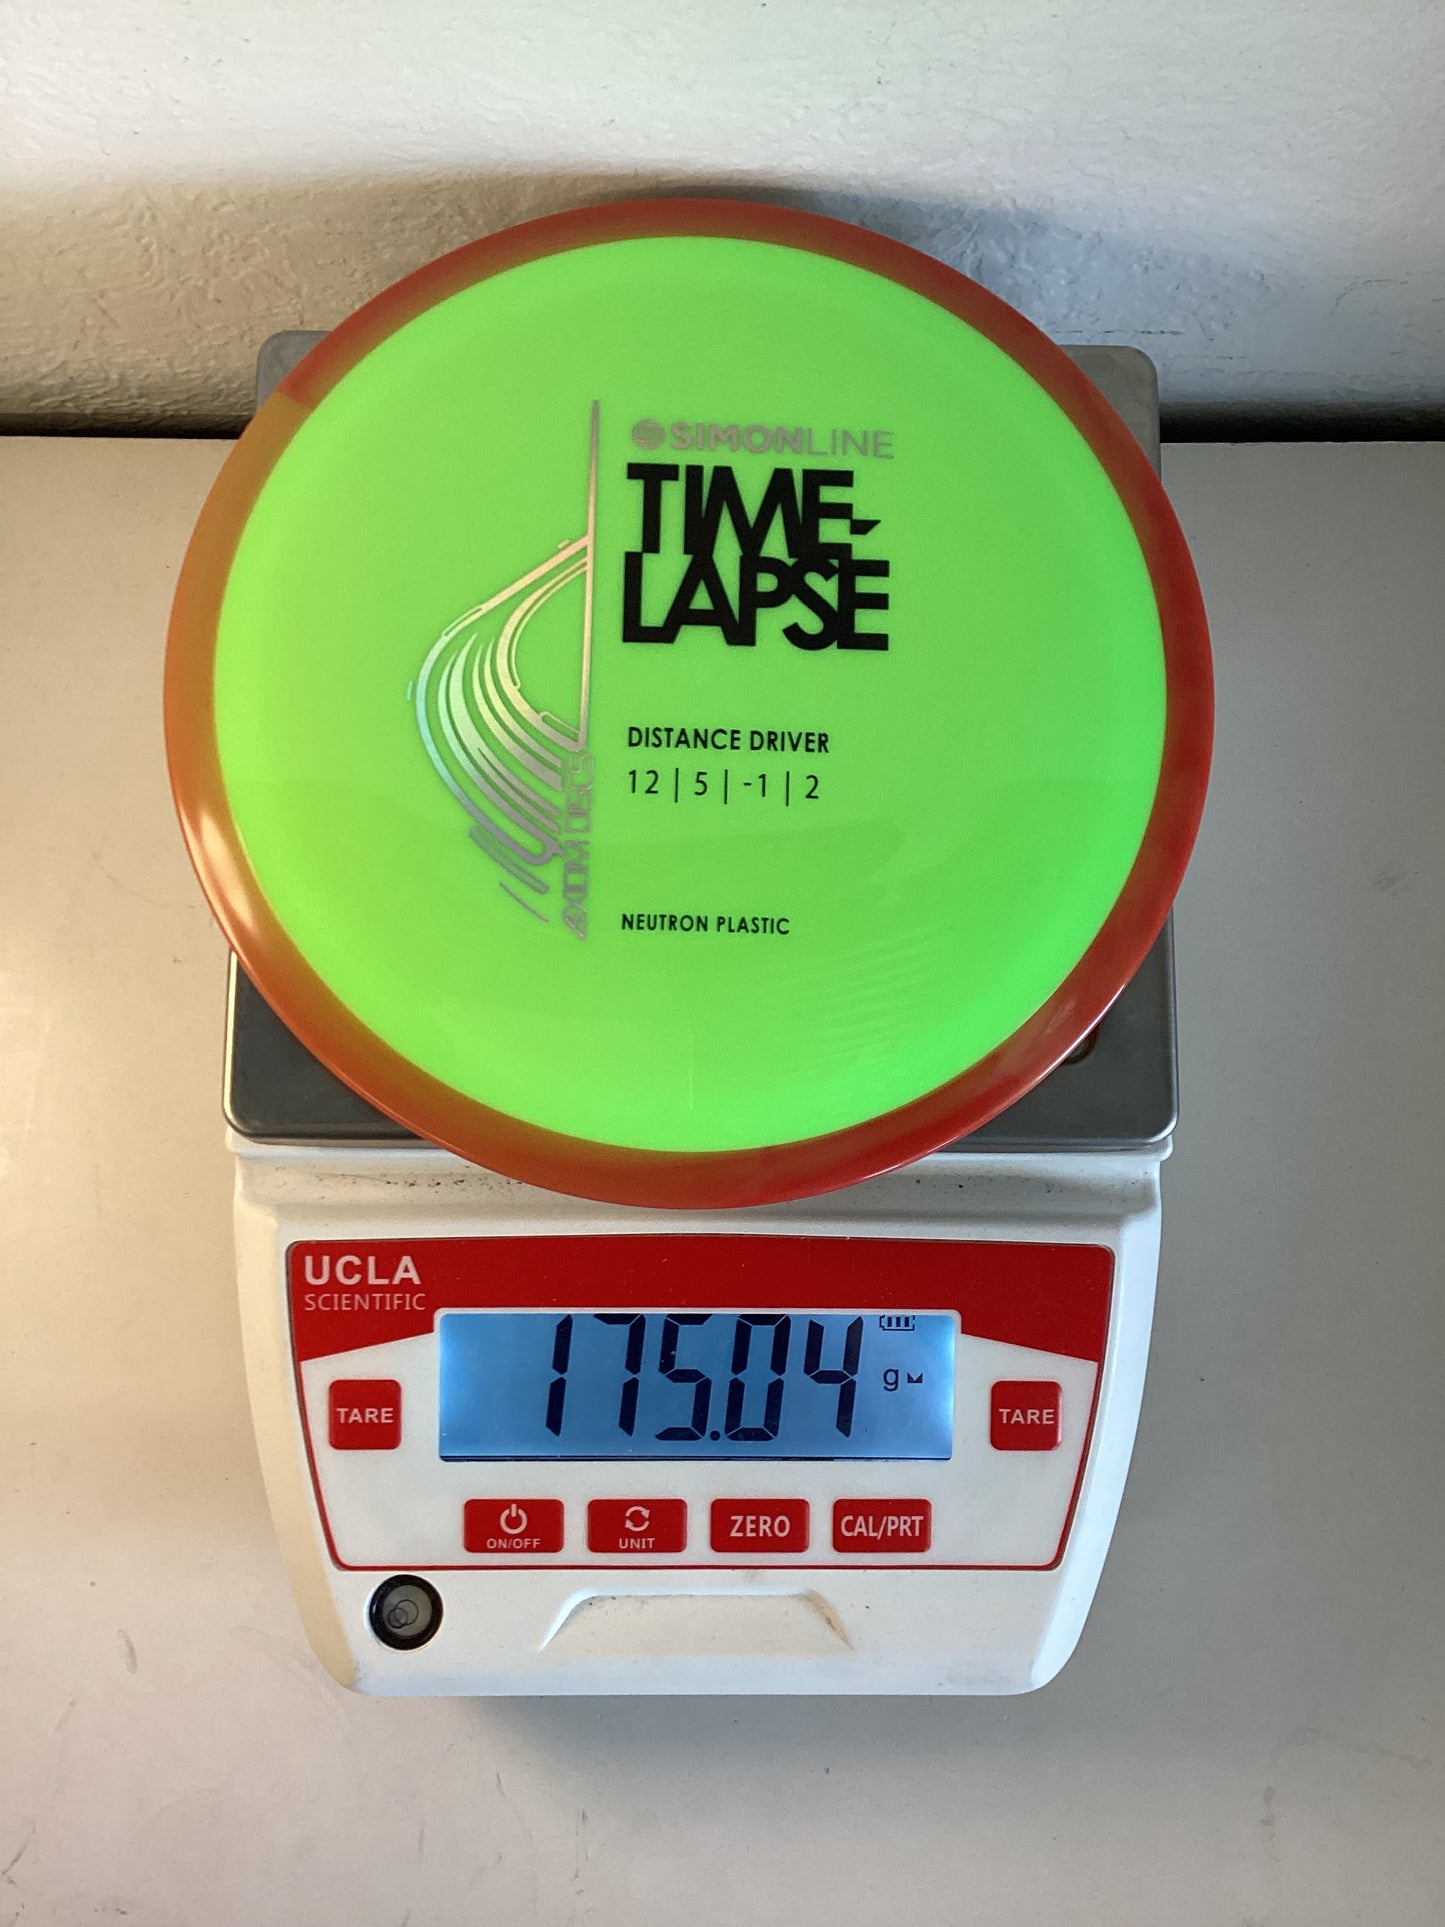 SIMONLINE
TIME-
LAPSE
DISTANCE DRIVER
12 | 5 | -1 | 2
AXIOM DISCS
NEUTRON PLASTIC
UCLA
SCIENTIFIC
175.04 g
TARE
TARE
ON/OFF
UNIT
ZERO
CAL/PRT